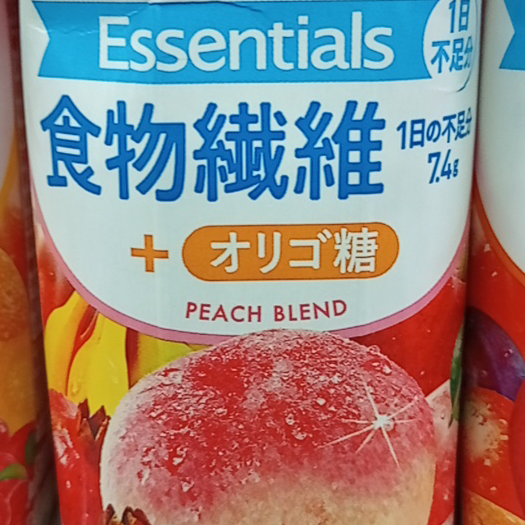 Essentials
1日
不足分
食物繊維
1日の不足分
7.4g
+ オリゴ糖
PEACH BLEND